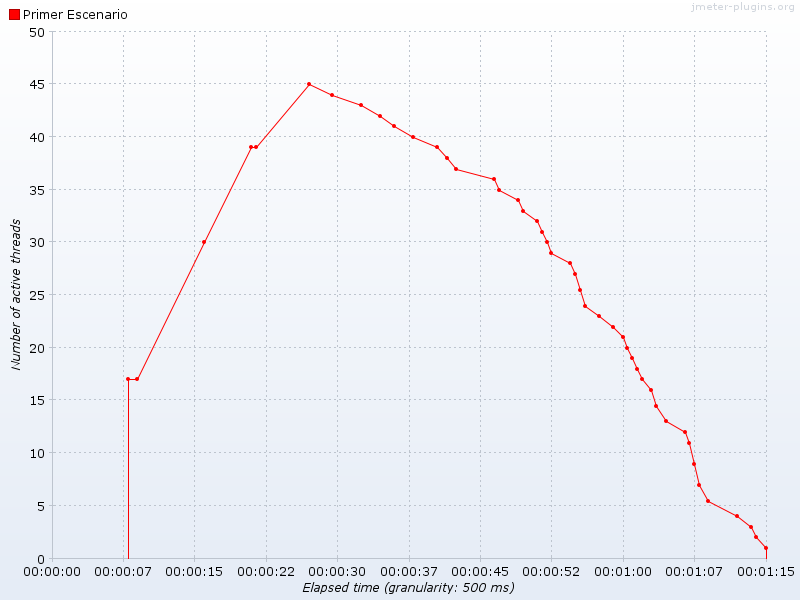 jmeter-plugins.org
Primer Escenario
50
45
40
35
30
25
20
15
10
5
0
Number of active threads
00:00:00 00:00:07 00:00:15 00:00:22 00:00:30 00:00:37 00:00:45 00:00:52 00:01:00 00:01:07 00:01:15
Elapsed time (granularity: 500 ms)